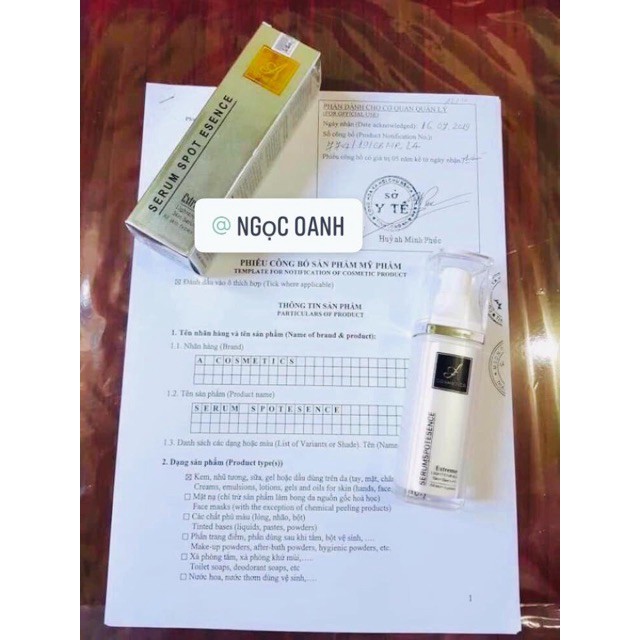 SERUM SPOT ESENCE
@ NGỌC OANH
PHẦN DÀNH CHO CƠ QUAN QUẢN LÝ
(FOR OFFICIAL USE)
Ngày nhận (Date acknowledged):
Số công bố (Product Notification No.):
Phiếu công bố có giá trị 05 năm kể từ ngày nhận
SỞ
Y TẾ
Huỳnh Minh Phúc
PHIẾU CÔNG BỐ SẢN PHẨM MỸ PHẨM
TEMPLATE FOR NOTIFICATION OF COSMETIC PRODUCT
☒ Đánh dấu vào ô thích hợp (Tick where applicable)
THÔNG TIN SẢN PHẨM
PARTICULARS OF PRODUCT
1. Tên nhãn hàng và tên sản phẩm (Name of brand & product):
1.1. Nhãn hàng (Brand)
A COSMETICS
1.2. Tên sản phẩm (Product name)
SERUM SPOTESENCE
1.3. Danh sách các dạng hoặc màu (List of Variants or Shade). Tên (Name)
2. Dạng sản phẩm (Product type(s))
☒ Kem, nhũ tương, sữa, gel hoặc dầu dùng trên da (tay, mặt, chân,
Creams, emulsions, lotions, gels and oils for skin (hands, face,
☐ Mặt nạ (chỉ trừ sản phẩm làm bong da nguồn gốc hoá học)
Face masks (with the exception of chemical peeling products)
☐ Các chất phủ màu (lỏng, nhão, bột)
Tinted bases (liquids, pastes, powders)
☐ Phấn trang điểm, phấn dùng sau khi tắm, bột vệ sinh, ....
Make-up powders, after-bath powders, hygienic powders, etc.
☐ Xà phòng tắm, xà phòng khử mùi,.....
Toilet soaps, deodorant soaps, etc
☐ Nước hoa, nước thơm dùng vệ sinh,....
1
SERUMSPOTESENCE
Extreme